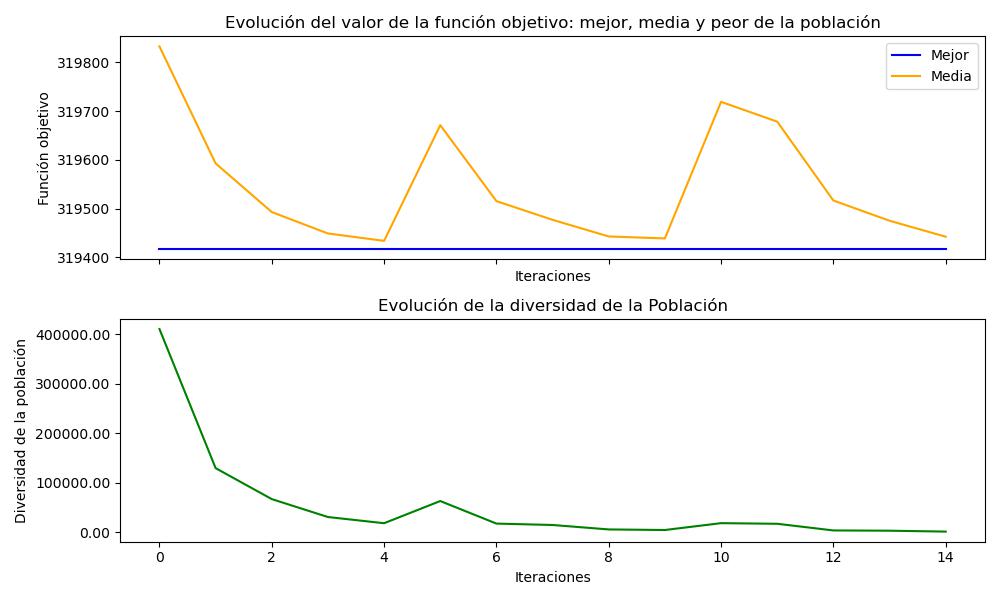 Evolución del valor de la función objetivo: mejor, media y peor de la población
Función objetivo
319800
319700
319600
319500
319400
Mejor
Media
Iteraciones
Evolución de la diversidad de la Población
Diversidad de la población
400000.00
300000.00
200000.00
100000.00
0.00
0 2 4 6 8 10 12 14
Iteraciones